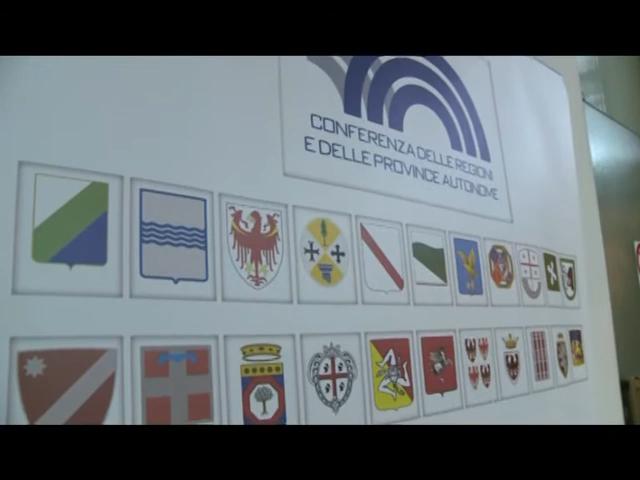 CONFERENZA DELLE REGIONI
E DELLE PROVINCE AUTONOME